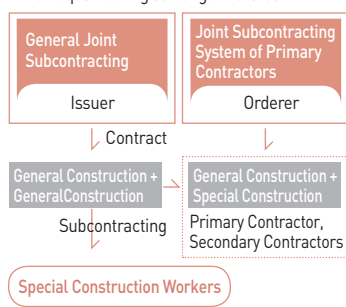 General Joint
Subcontracting
Issuer
Joint Subcontracting
System of Primary
Contractors
Orderer
Contract
General Construction +
GeneralConstruction
General Construction +
Special Construction
Subcontracting
Primary Contractor,
Secondary Contractors
Special Construction Workers